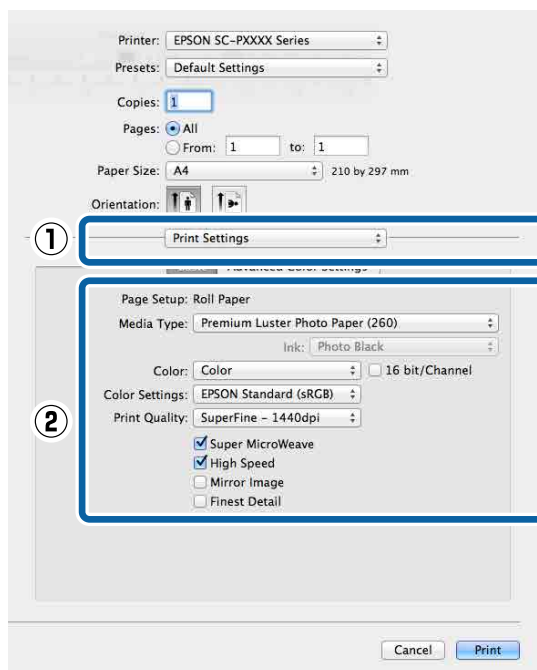 Printer: EPSON SC-PXXXX Series
Presets: Default Settings
Copies: 1
Pages: All
From: 1 to: 1
Paper Size: A4 210 by 297 mm
Orientation:
1 Print Settings
Advanced Color Settings
2
Page Setup: Roll Paper
Media Type: Premium Luster Photo Paper (260)
Ink: Photo Black
Color: Color 16 bit/Channel
Color Settings: EPSON Standard (sRGB)
Print Quality: SuperFine - 1440dpi
Super MicroWeave
High Speed
Mirror Image
Finest Detail
Cancel Print